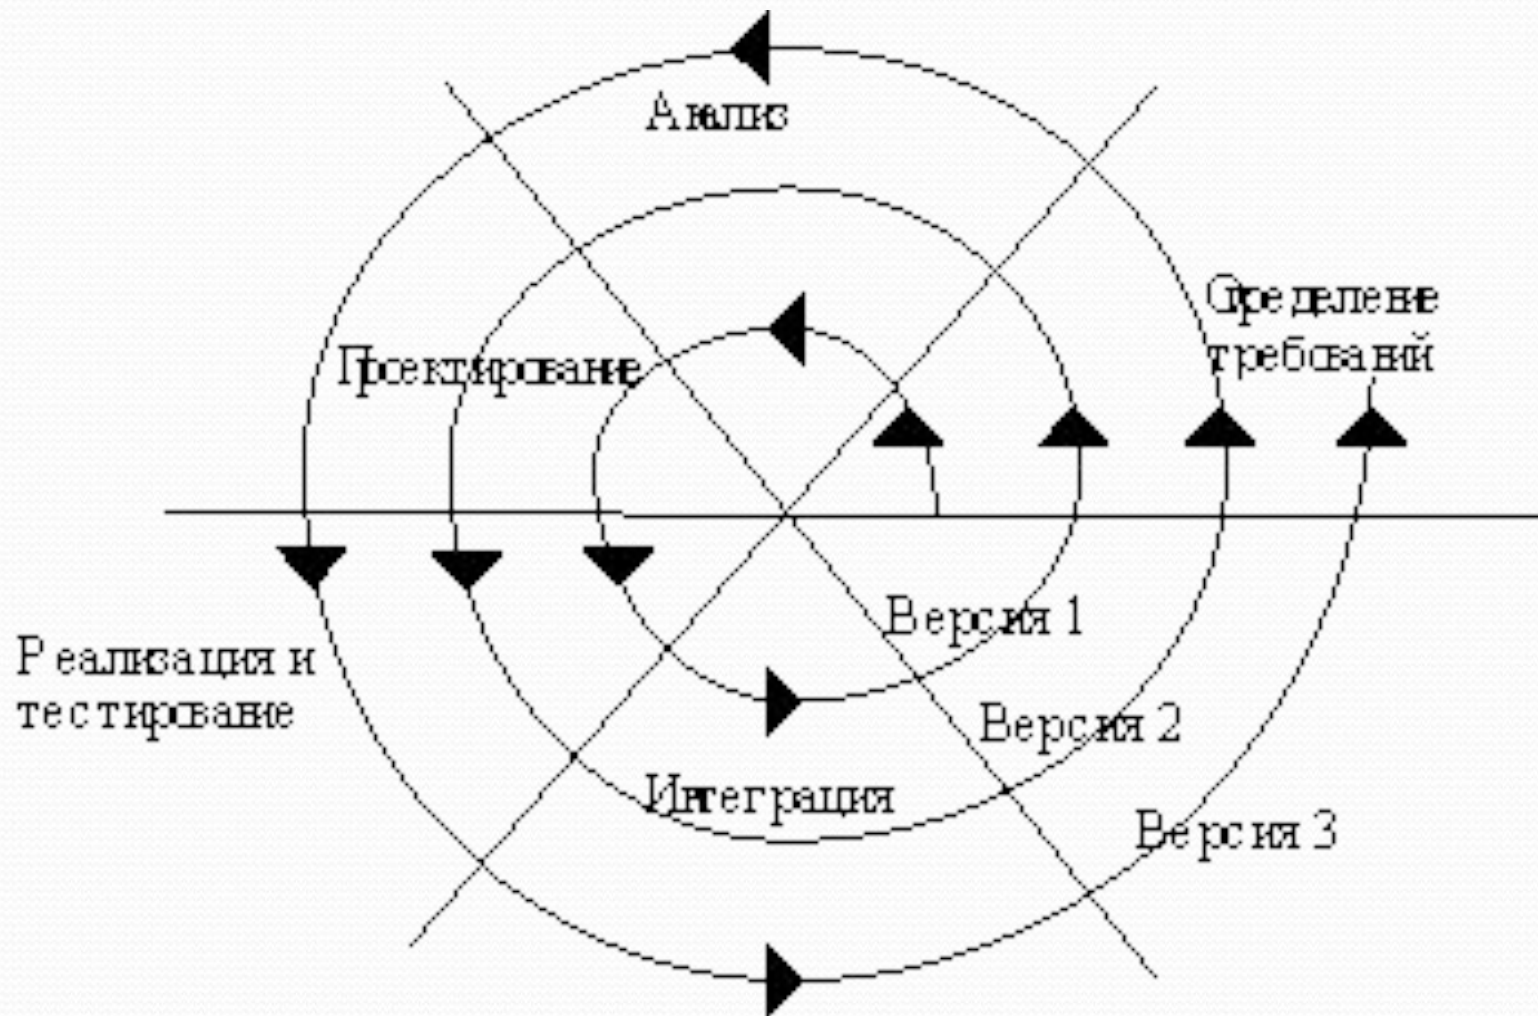 Анализ
Определение
требований
Проектирование
Версия 1
Реализация и
тестирование
Версия 2
Интеграция
Версия 3